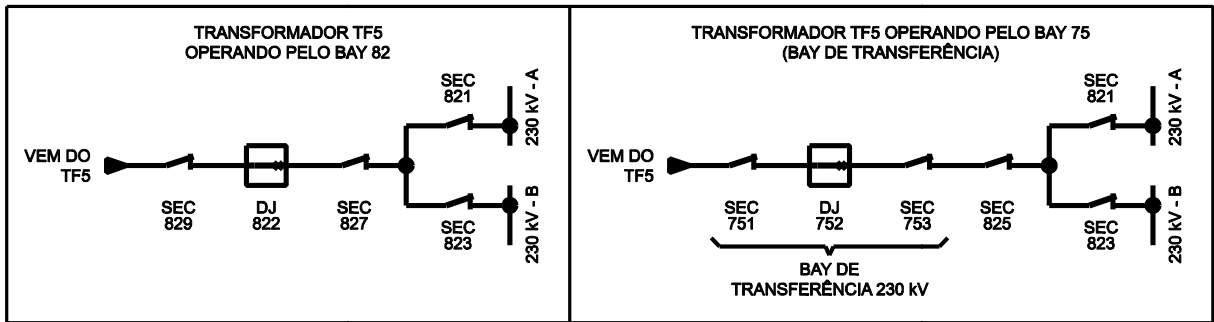 TRANSFORMADOR TF5
OPERANDO PELO BAY 82
SEC
821
230 kV - A
VEM DO
TF5
SEC
829
DJ
822
SEC
827
SEC
823
230 kV - B
TRANSFORMADOR TF5 OPERANDO PELO BAY 75
(BAY DE TRANSFERÊNCIA)
SEC
821
230 kV - A
VEM DO
TF5
SEC
751
DJ
752
SEC
753
SEC
825
SEC
823
230 kV - B
BAY DE
TRANSFERÊNCIA 230 kV